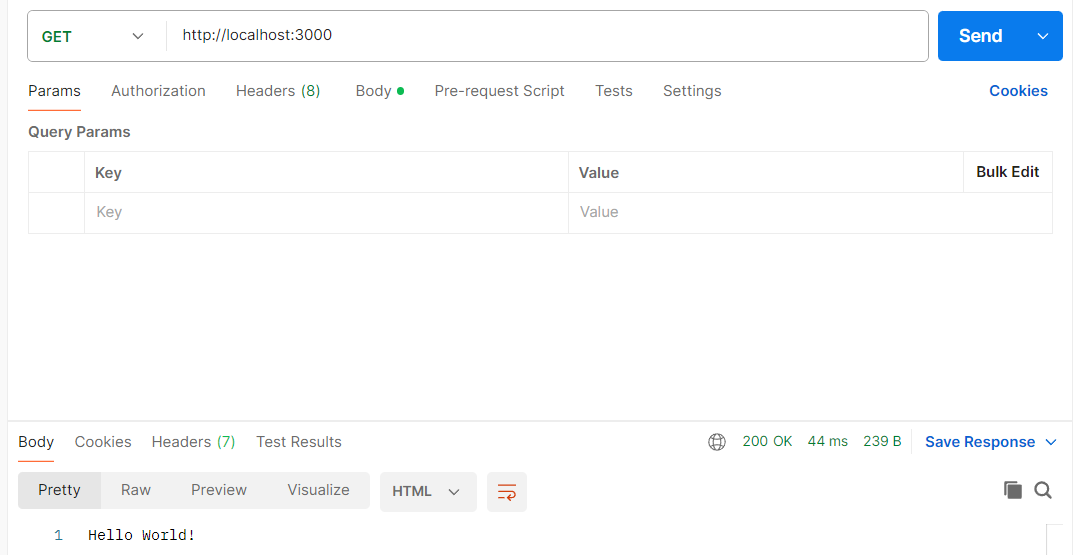 GET http://localhost:3000 Send
Params Authorization Headers (8) Body Pre-request Script Tests Settings Cookies
Query Params
Key Value Bulk Edit
Key Value
Body Cookies Headers (7) Test Results 200 OK 44 ms 239 B Save Response
Pretty Raw Preview Visualize HTML
1 Hello World!